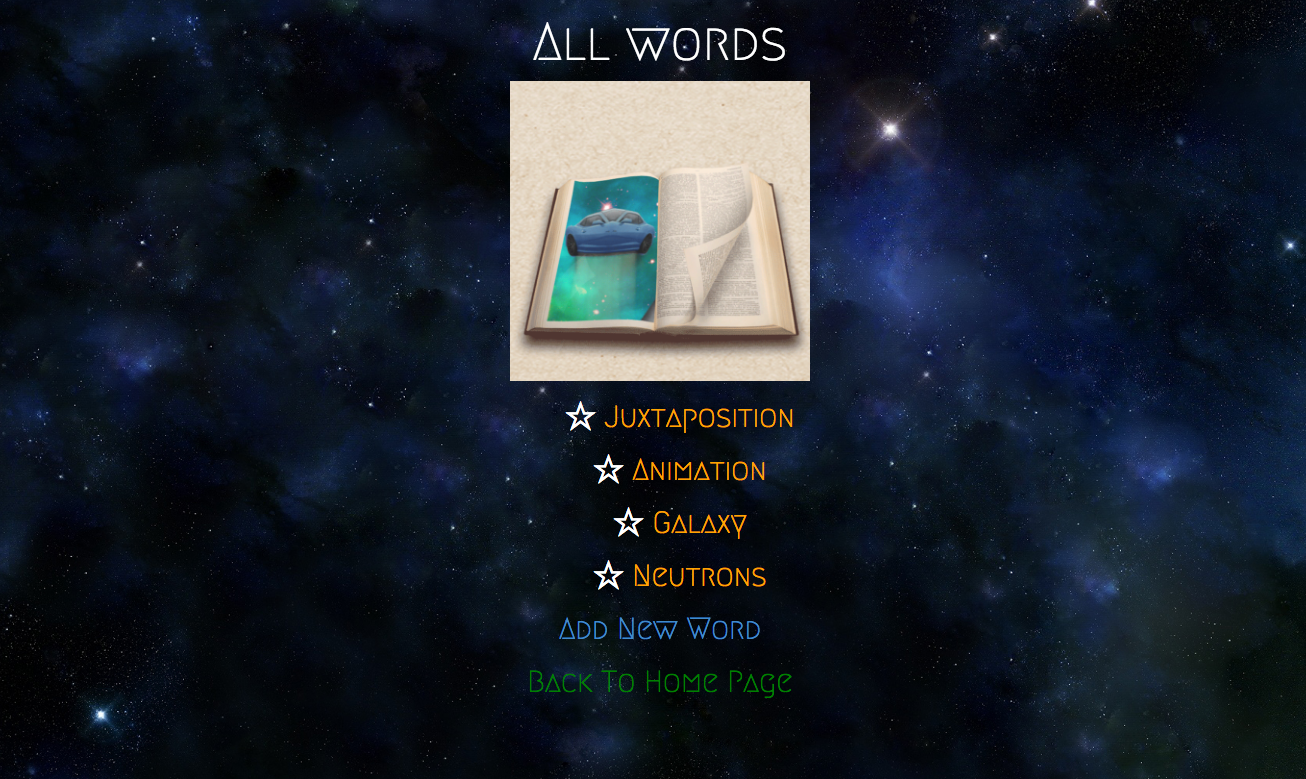 All Words
Juxtaposition
Animation
Galaxy
Neutrons
Add New Word
Back To Home Page